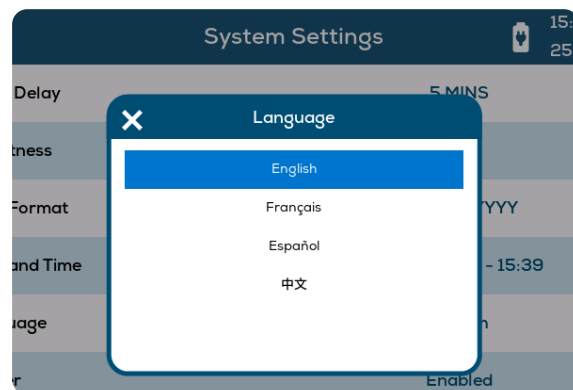 System Settings
15:
25
Delay
5 MINS
Language
tness
English
Français
Format
YYYY
Español
and Time
- 15:39
中文
uage
n
r
Enabled